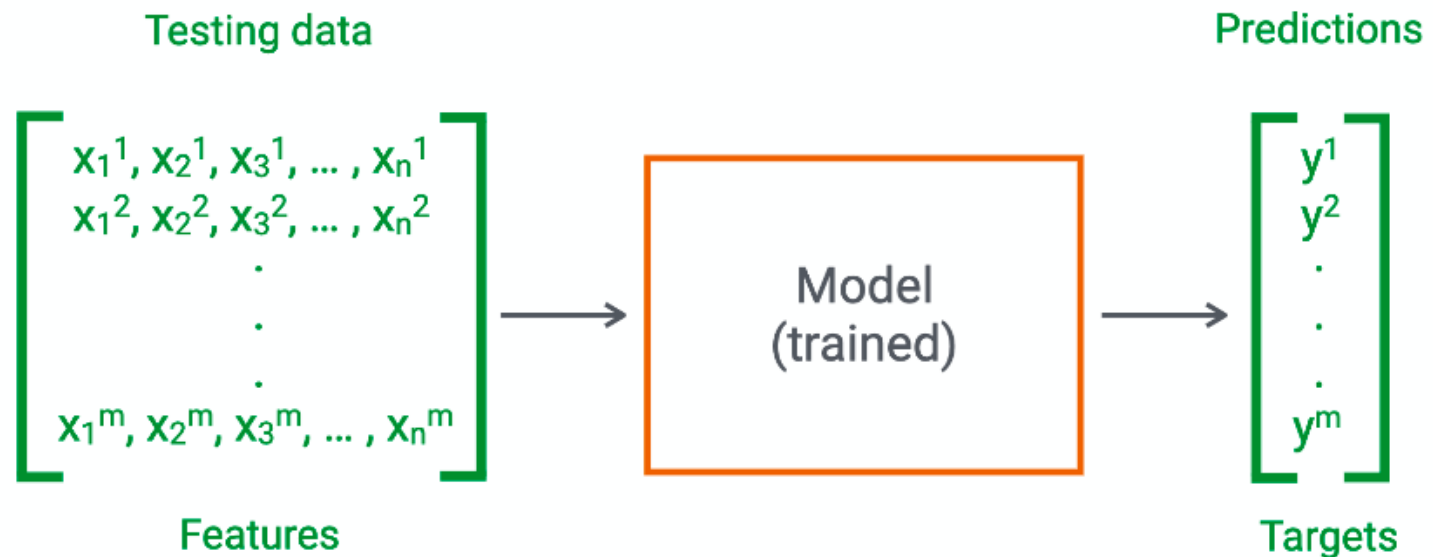 Testing data
x₁¹, x₂¹, x₃¹, ... , xₙ¹
x₁², x₂², x₃², ... , xₙ²
.
.
.
x₁ᵐ, x₂ᵐ, x₃ᵐ, ... , xₙᵐ
Features
Model
(trained)
Predictions
y¹
y²
.
.
.
yᵐ
Targets